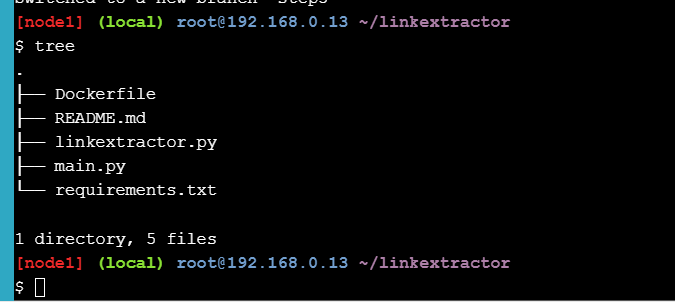 Switched to a new branch 'steps'
[node1] (local) root@192.168.0.13 ~/linkextractor
$ tree
.
├── Dockerfile
├── README.md
├── linkextractor.py
├── main.py
└── requirements.txt
1 directory, 5 files
[node1] (local) root@192.168.0.13 ~/linkextractor
$